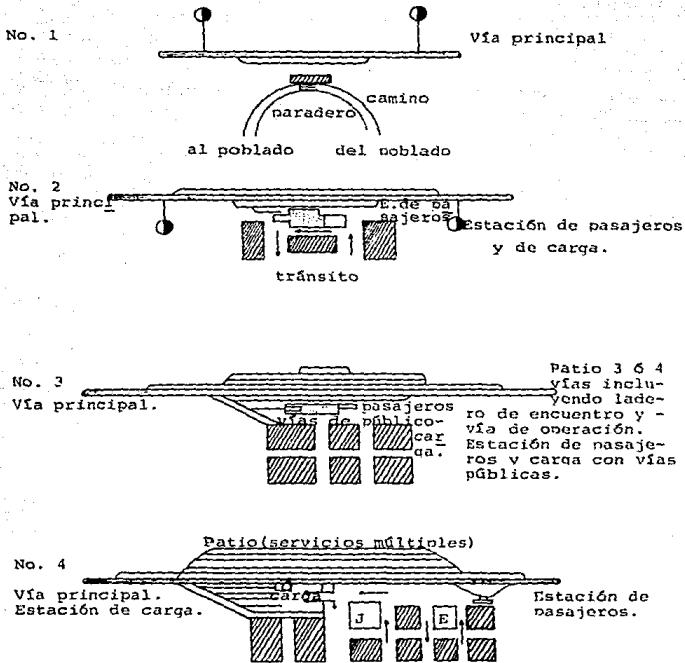 No. 1
Vía principal
camino
paradero
al poblado del poblado
No. 2
Vía princi
pal.
E.de pa
sajeros
Estación de pasajeros
y de carga.
tránsito
No. 3
Vía principal.
pasajeros
vías de público-
car
ga.
Patio 3 ó 4
vías inclu-
yendo lade-
ro de encuentro y -
vía de operación.
Estación de pasaje-
ros y carga con vías
públicas.
Patio(servicios múltiples)
No. 4
Vía principal.
Estación de carga.
carga
J
E
Estación de
pasajeros.